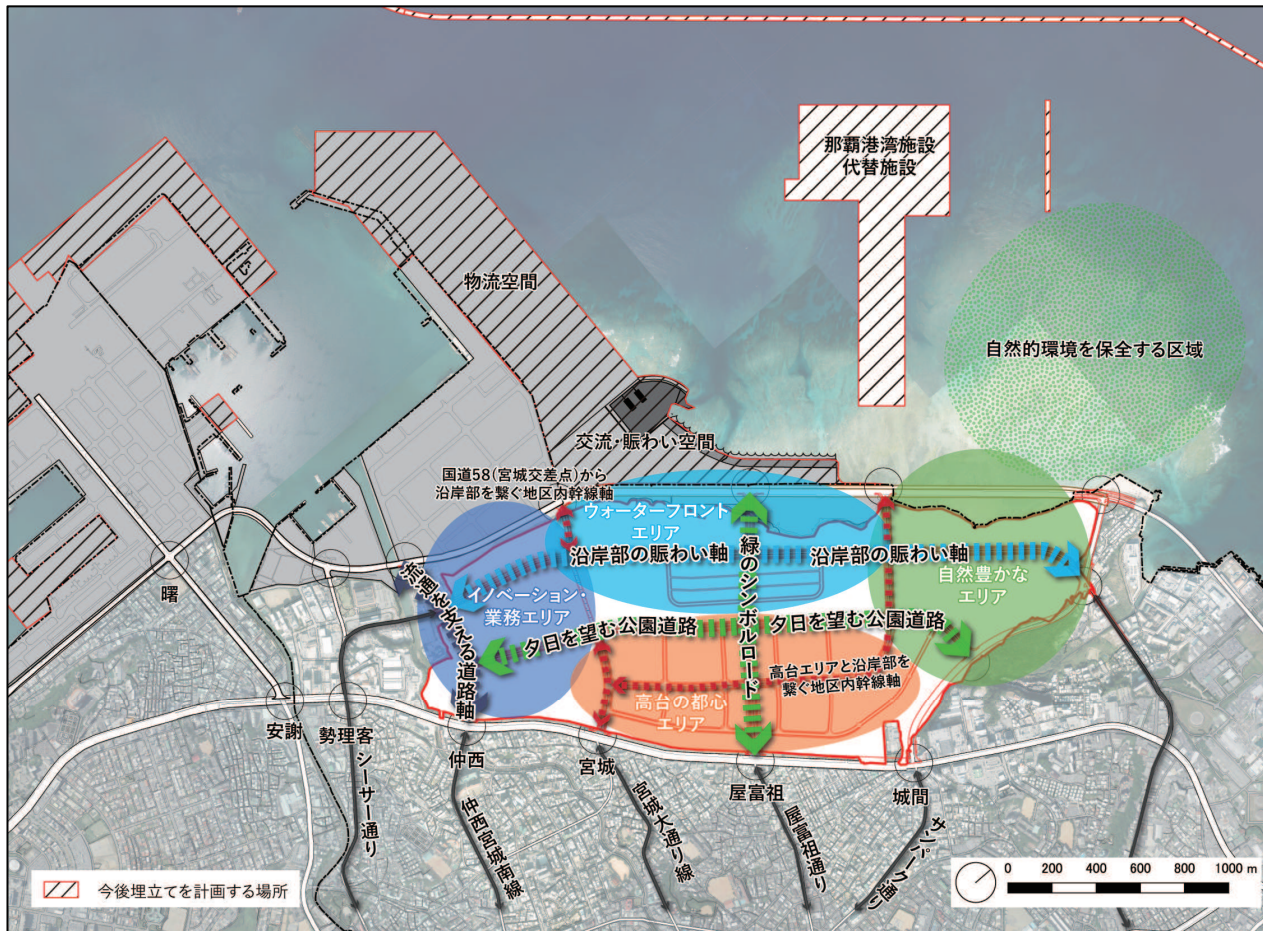 那覇港湾施設
代替施設
物流空間
自然的環境を保全する区域
交流・賑わい空間
国道58(宮城交差点)から
沿岸部を繋ぐ地区内幹線軸
ウォーターフロント
エリア
沿岸部の賑わい軸
沿岸部の賑わい軸
緑のシンボルロード
自然豊かな
エリア
イノベーション・
業務エリア
流通を支える道路軸
夕日を望む公園道路
夕日を望む公園道路
高台エリアと沿岸部を
繋ぐ地区内幹線軸
高台の都心
エリア
曙
安謝
勢理客
シーサー通り
仲西
仲西宮城南線
宮城
宮城大通り線
屋富祖
屋富祖通り
城間
サンパーク通り
今後埋立てを計画する場所
0 200 400 600 800 1000 m